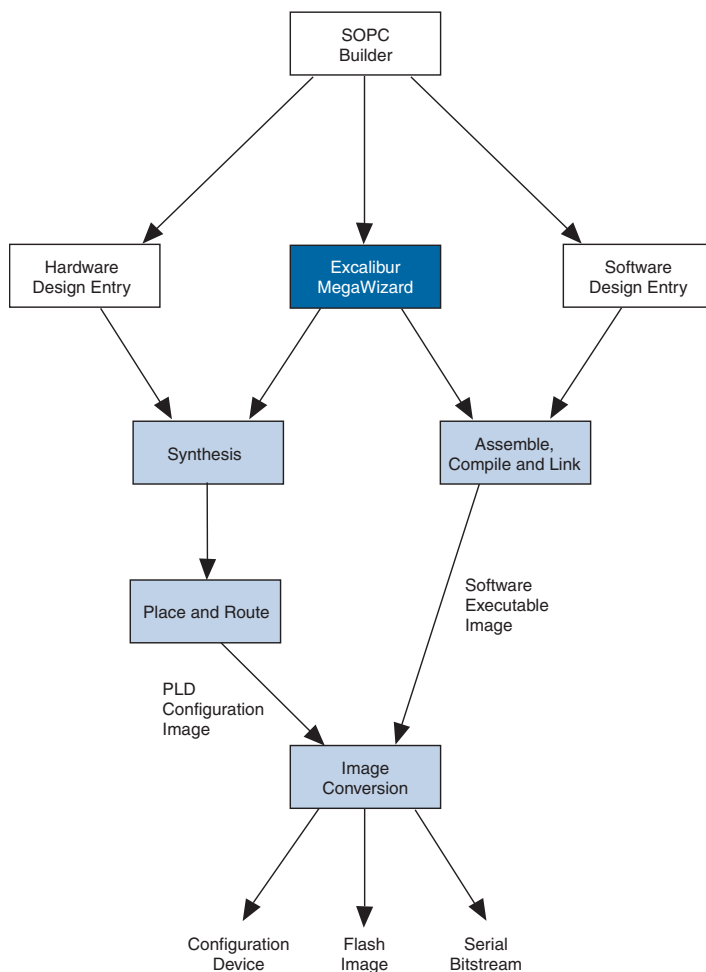 SOPC
Builder
Hardware
Design Entry
Excalibur
MegaWizard
Software
Design Entry
Synthesis
Assemble,
Compile and Link
Place and Route
Software
Executable
Image
PLD
Configuration
Image
Image
Conversion
Configuration
Device
Flash
Image
Serial
Bitstream